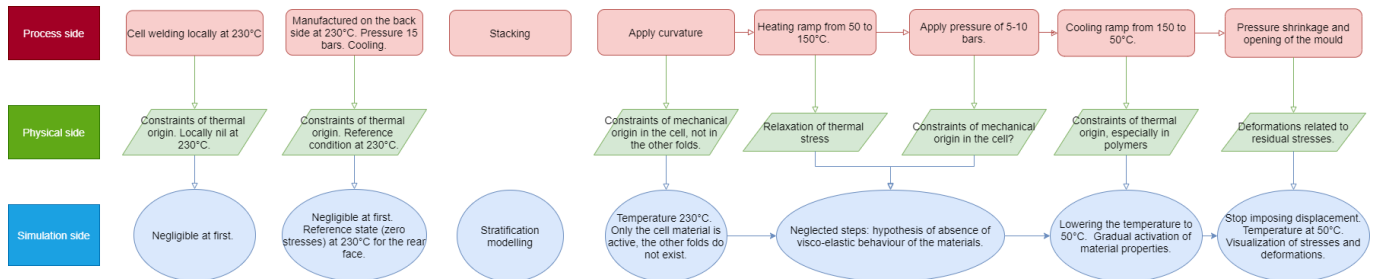 Process side
Cell welding locally at 230°C
Manufactured on the back
side at 230°C. Pressure 15
bars. Cooling.
Stacking
Apply curvature
Heating ramp from 50 to
150°C.
Apply pressure of 5-10
bars.
Cooling ramp from 150 to
50°C.
Pressure shrinkage and
opening of the mould
Physical side
Constraints of thermal
origin. Locally nil at
230°C.
Constraints of thermal
origin. Reference
condition at 230°C.
Constraints of mechanical
origin in the cell, not in
the other folds.
Relaxation of thermal
stress
Constraints of mechanical
origin in the cell?
Constraints of thermal
origin, especially in
polymers
Deformations related to
residual stresses.
Simulation side
Negligible at first.
Negligible at first.
Reference state (zero
stresses) at 230°C for the rear
face.
Stratification
modelling
Temperature 230°C.
Only the cell material is
active, the other folds do
not exist.
Neglected steps: hypothesis of absence of
visco-elastic behaviour of the materials.
Lowering the temperature to
50°C. Gradual activation of
material properties.
Stop imposing displacement.
Temperature at 50°C.
Visualization of stresses and
deformations.